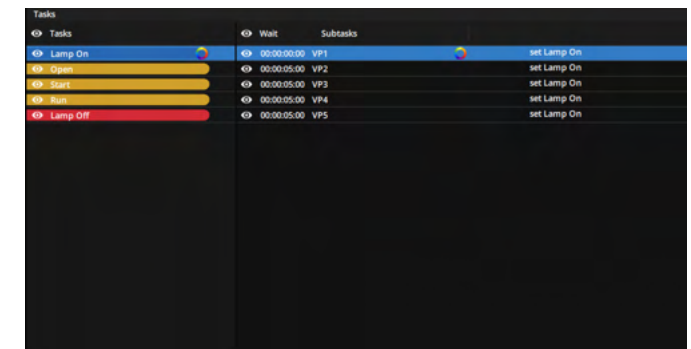 Tasks
Tasks Wait Subtasks
Lamp On 00:00:00:00 VP1 set Lamp On
Open 00:00:05:00 VP2 set Lamp On
Start 00:00:05:00 VP3 set Lamp On
Run 00:00:05:00 VP4 set Lamp On
Lamp Off 00:00:05:00 VP5 set Lamp On